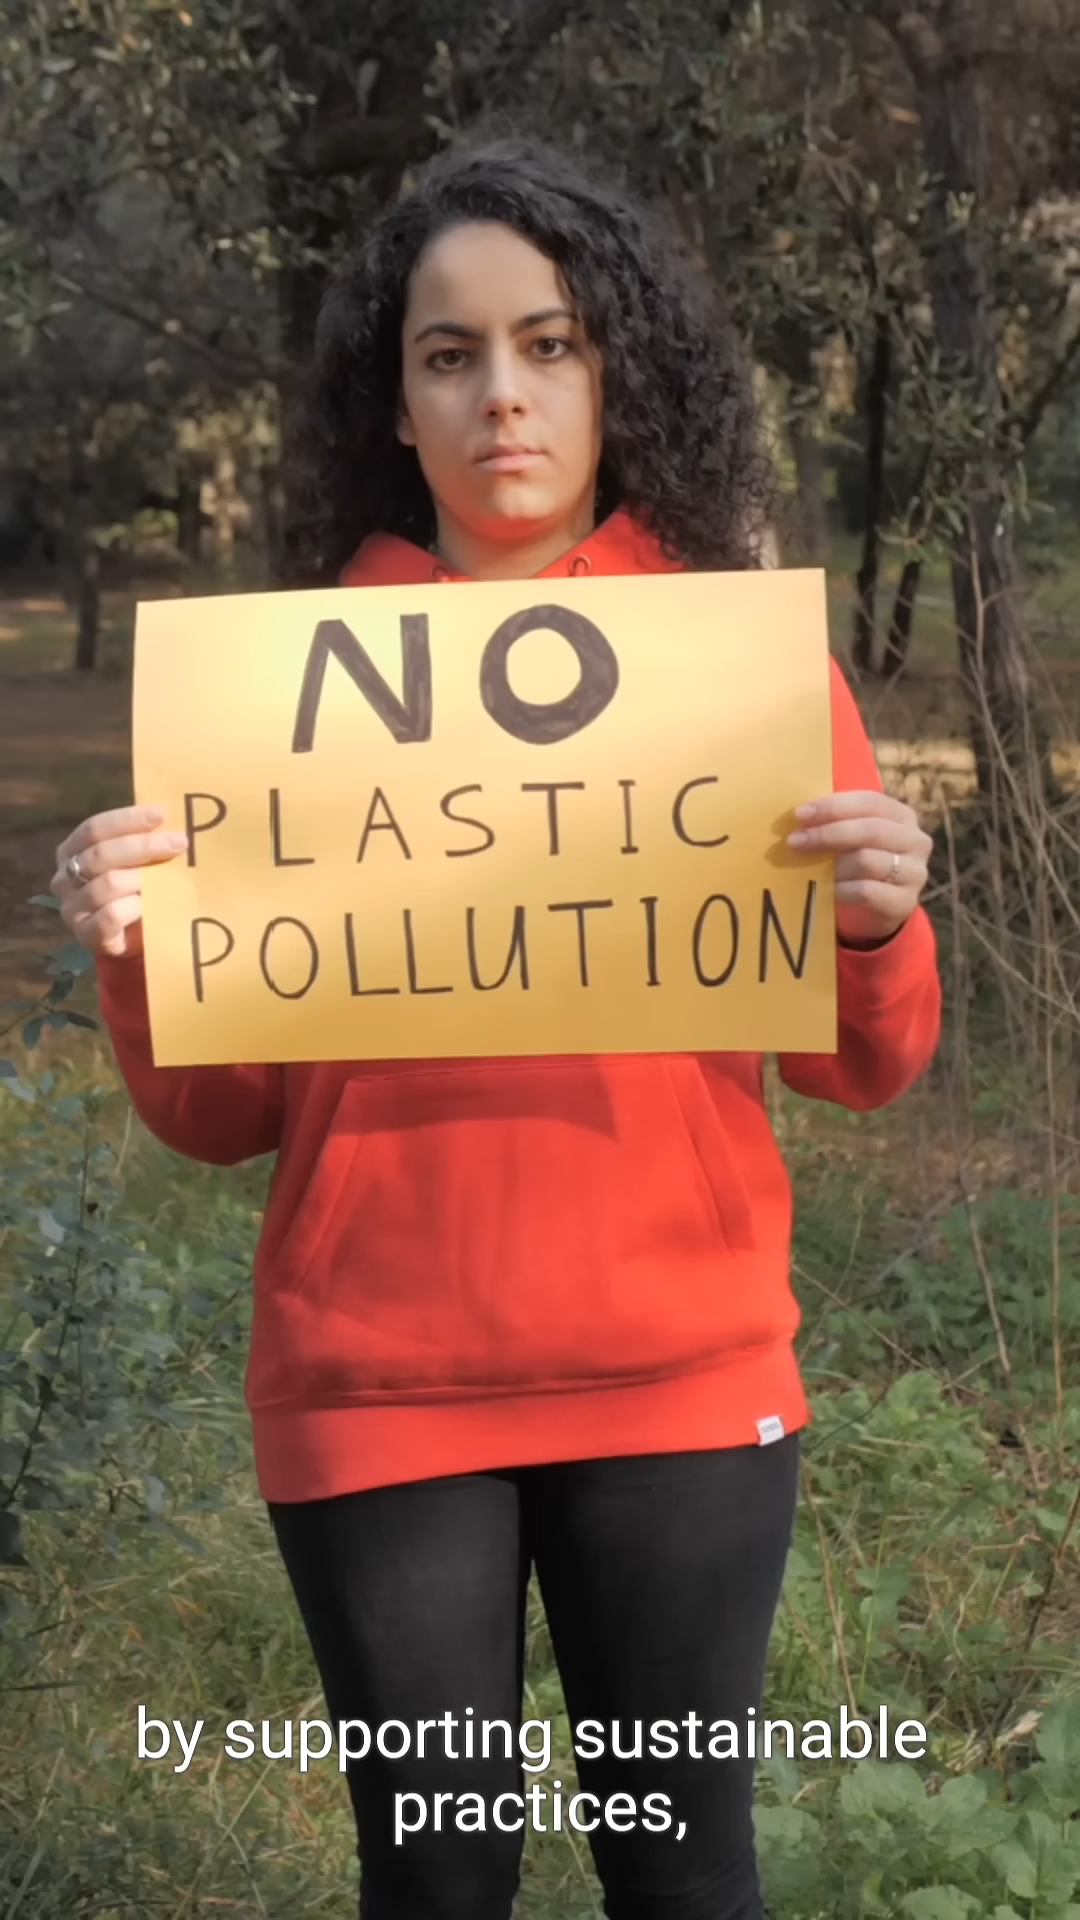 NO
PLASTIC
POLLUTION
by supporting sustainable
practices,